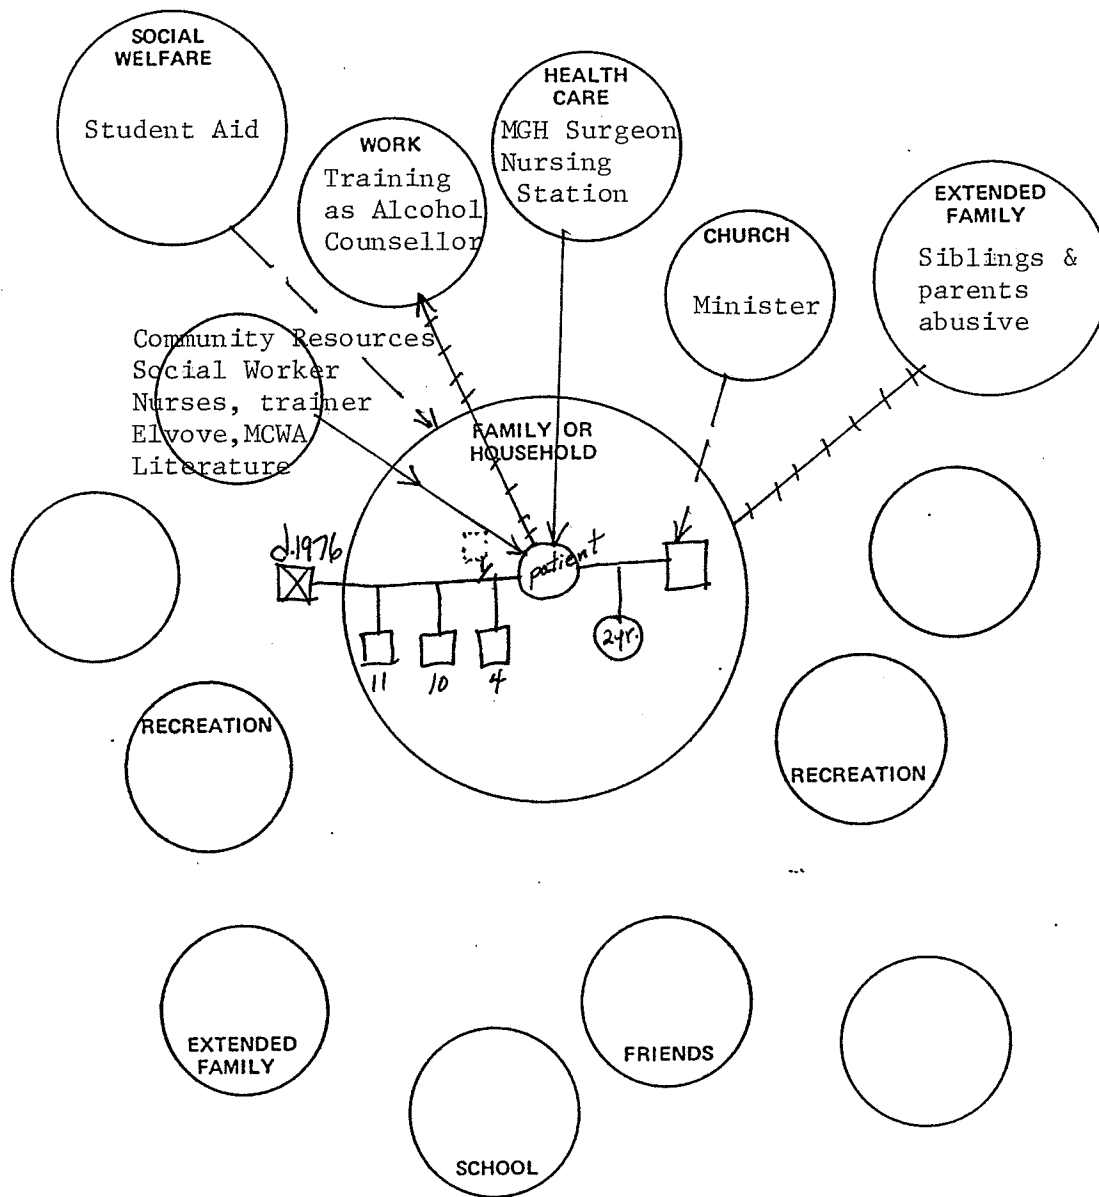 SOCIAL
WELFARE
Student Aid
WORK
Training
as Alcohol
Counsellor
HEALTH
CARE
MGH Surgeon
Nursing
Station
CHURCH
Minister
EXTENDED
FAMILY
Siblings &
parents
abusive
Community Resources
Social Worker
Nurses, trainer
Elvove,MCWA
Literature
FAMILY OR
HOUSEHOLD
d.1976
patient
2yr.
11
10
4
RECREATION
RECREATION
EXTENDED
FAMILY
FRIENDS
SCHOOL